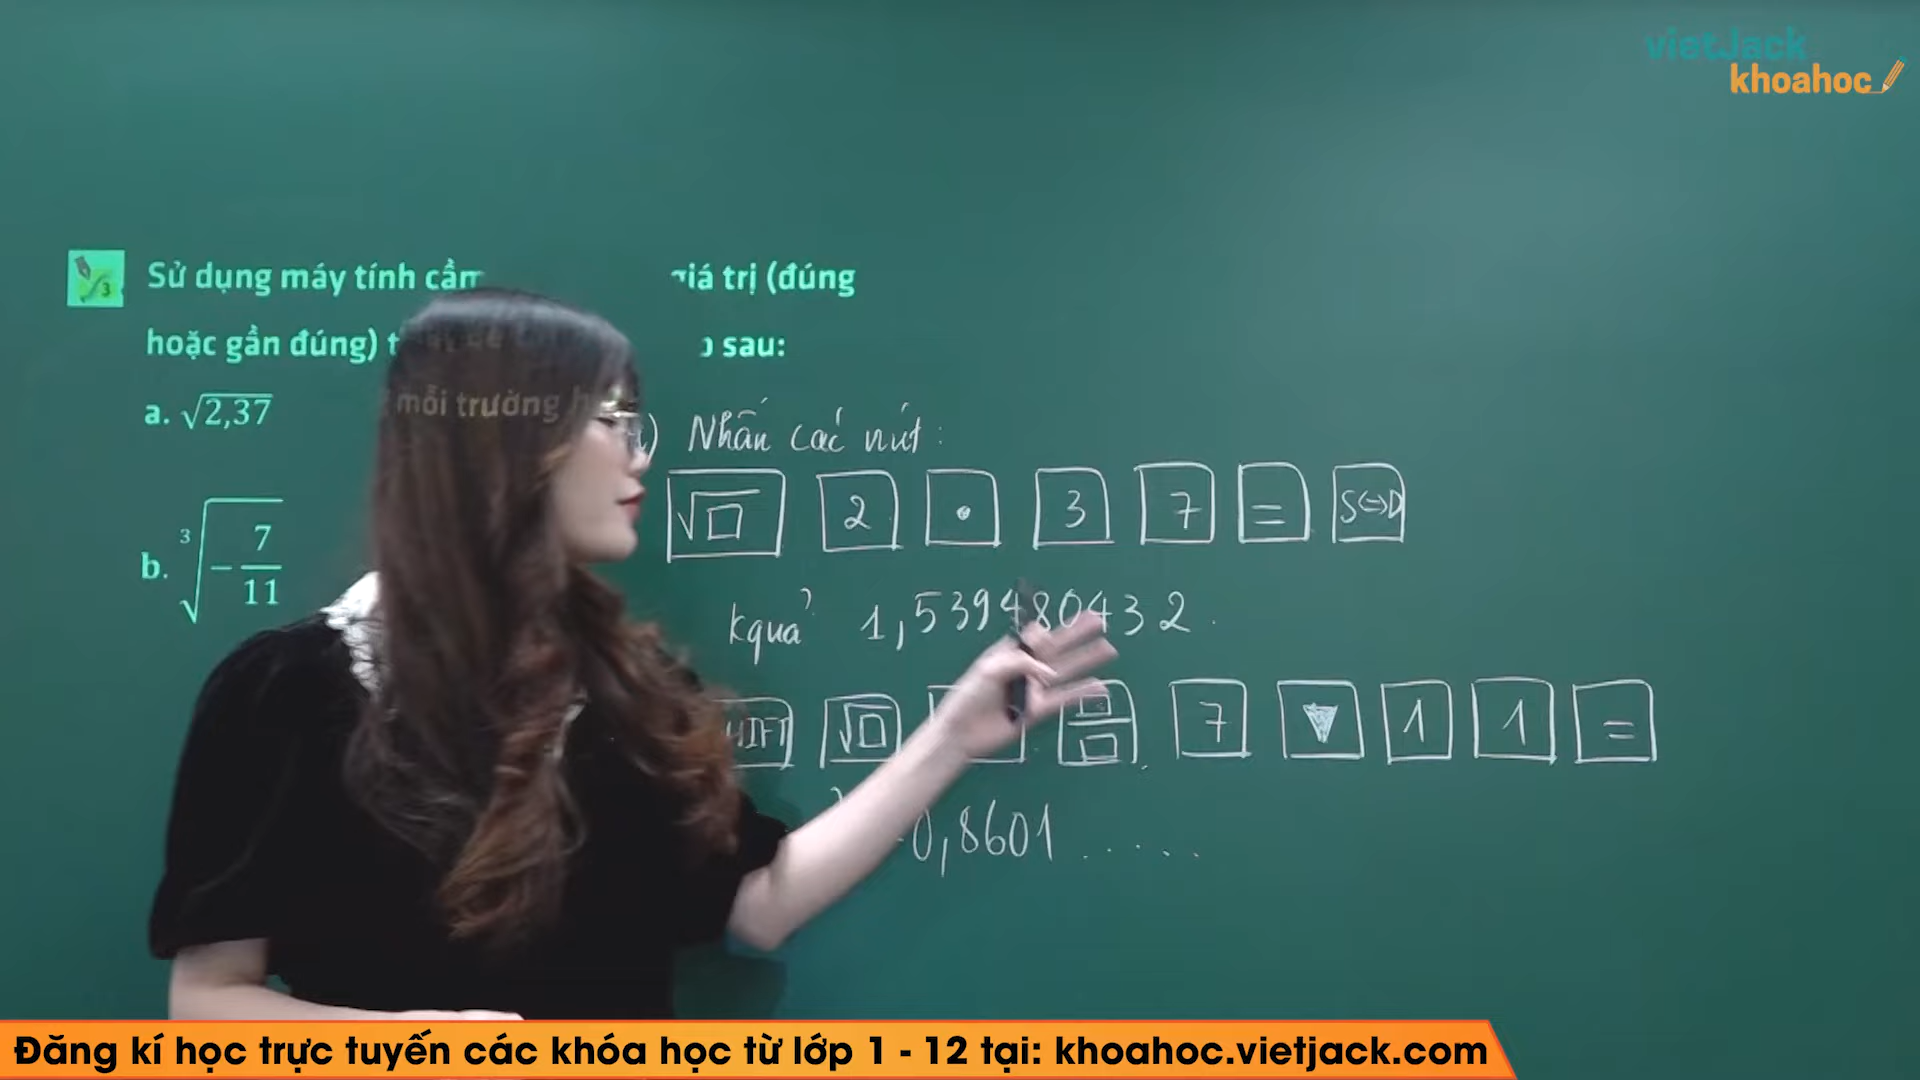 vietJack
khoahoc
Sử dụng máy tính cầm giá trị (đúng
hoặc gần đúng) sau:
mỗi trường
a. √2,37
) Nhấn các nút:
√□ 2 • 3 7 = S⇔D
b. ∛-7/11
kquả 1,539480432.
√□ □/□ 7 ▼ 1 1 =
-0,8601.....
Đăng kí học trực tuyến các khóa học từ lớp 1 - 12 tại: khoahoc.vietjack.com